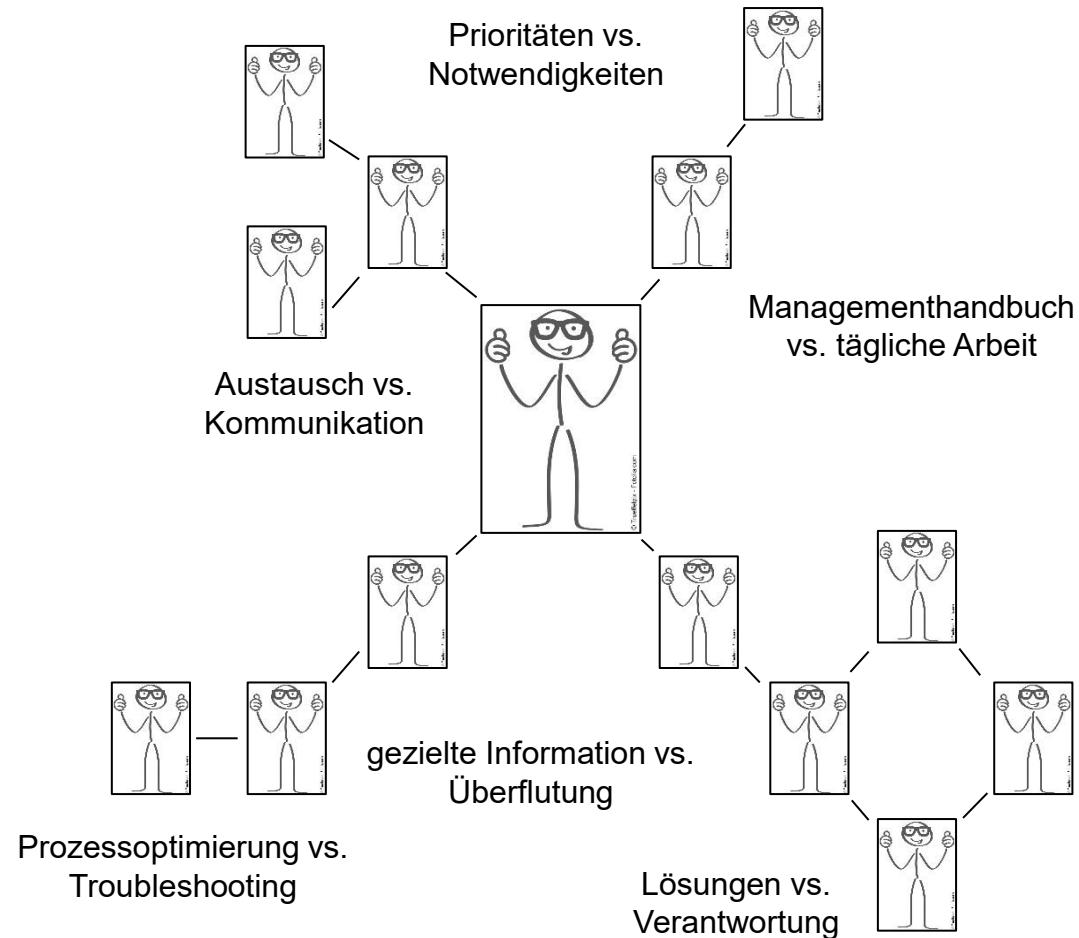 Prioritäten vs.
Notwendigkeiten
Managementhandbuch
vs. tägliche Arbeit
Austausch vs.
Kommunikation
gezielte Information vs.
Überflutung
Prozessoptimierung vs.
Troubleshooting
Lösungen vs.
Verantwortung